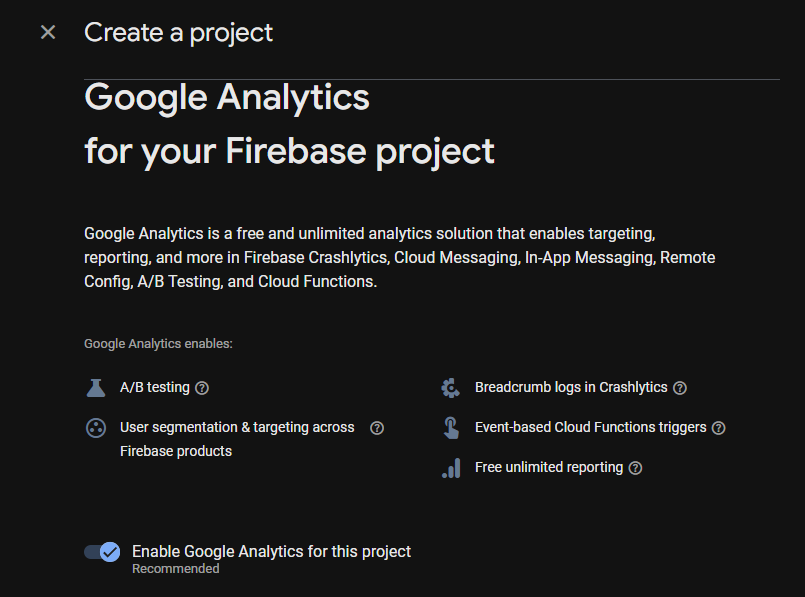 Create a project
Google Analytics
for your Firebase project
Google Analytics is a free and unlimited analytics solution that enables targeting,
reporting, and more in Firebase Crashlytics, Cloud Messaging, In-App Messaging, Remote
Config, A/B Testing, and Cloud Functions.
Google Analytics enables:
A/B testing
User segmentation & targeting across
Firebase products
Breadcrumb logs in Crashlytics
Event-based Cloud Functions triggers
Free unlimited reporting
Enable Google Analytics for this project
Recommended